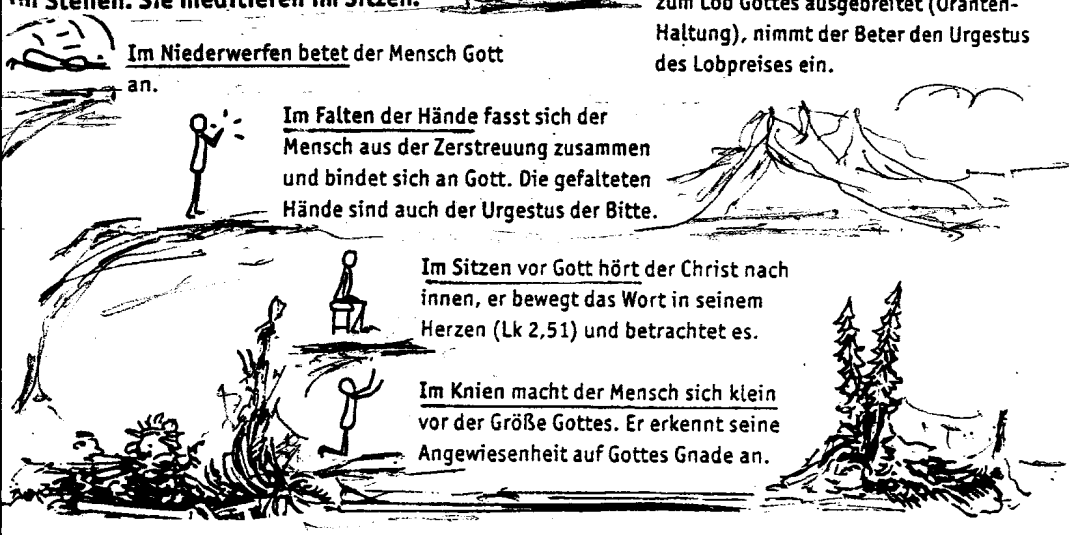 im Stehen. Sie meditieren im Sitzen.
Im Niederwerfen betet der Mensch Gott
an.
zum Lob Gottes ausgebreitet (Oranten-
Haltung), nimmt der Beter den Urgestus
des Lobpreises ein.
Im Falten der Hände fasst sich der
Mensch aus der Zerstreuung zusammen
und bindet sich an Gott. Die gefalteten
Hände sind auch der Urgestus der Bitte.
Im Sitzen vor Gott hört der Christ nach
innen, er bewegt das Wort in seinem
Herzen (Lk 2,51) und betrachtet es.
Im Knien macht der Mensch sich klein
vor der Größe Gottes. Er erkennt seine
Angewiesenheit auf Gottes Gnade an.